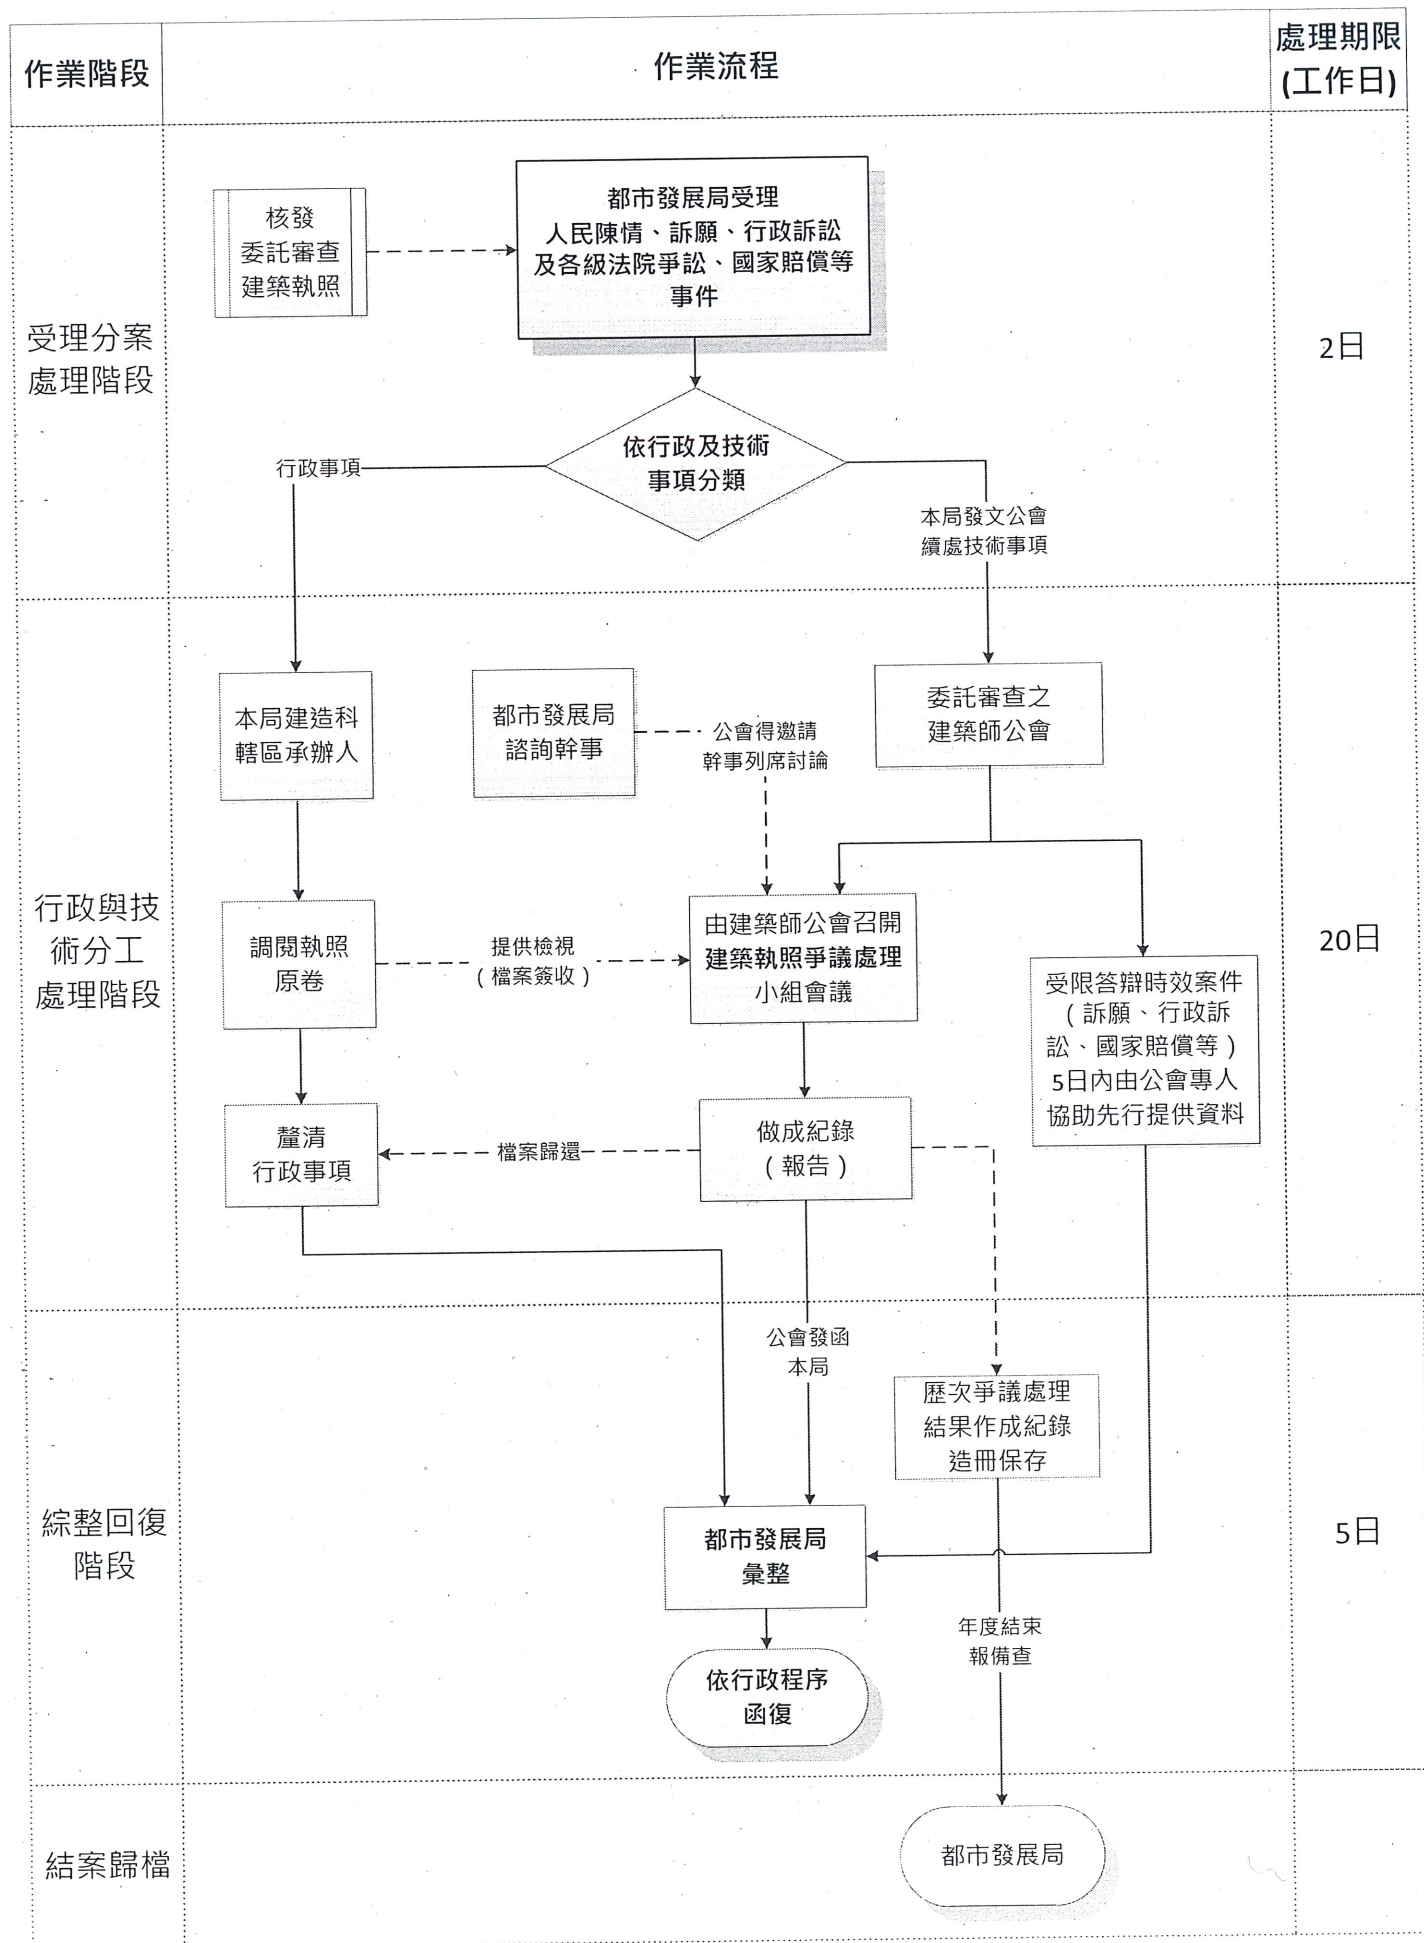 作業階段
作業流程
處理期限
(工作日)
受理分案
處理階段
核發
委託審查
建築執照
都市發展局受理
人民陳情、訴願、行政訴訟
及各級法院爭訟、國家賠償等
事件
2日
依行政及技術
事項分類
行政事項
本局發文公會
續處技術事項
行政與技
術分工
處理階段
本局建造科
轄區承辦人
都市發展局
諮詢幹事
公會得邀請
幹事列席討論
委託審查之
建築師公會
調閱執照
原卷
提供檢視
(檔案簽收)
由建築師公會召開
建築執照爭議處理
小組會議
受限答辯時效案件
(訴願、行政訴
訟、國家賠償等)
5日內由公會專人
協助先行提供資料
20日
釐清
行政事項
檔案歸還
做成紀錄
(報告)
綜整回復
階段
公會發函
本局
歷次爭議處理
結果作成紀錄
造冊保存
都市發展局
彙整
5日
年度結束
報備查
依行政程序
函復
結案歸檔
都市發展局